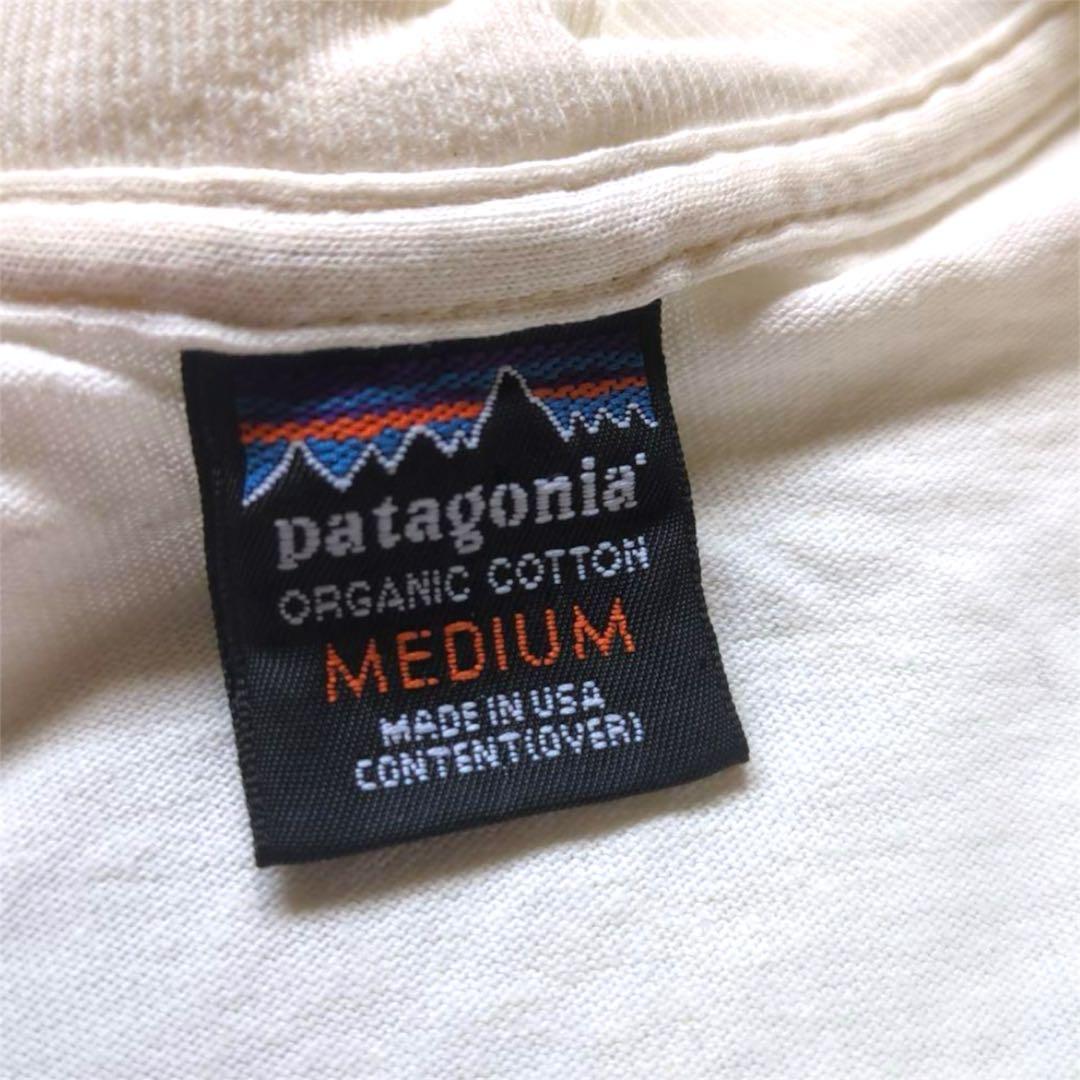 patagonia
ORGANIC COTTON
MEDIUM
MADE IN USA
CONTENT(OVER)